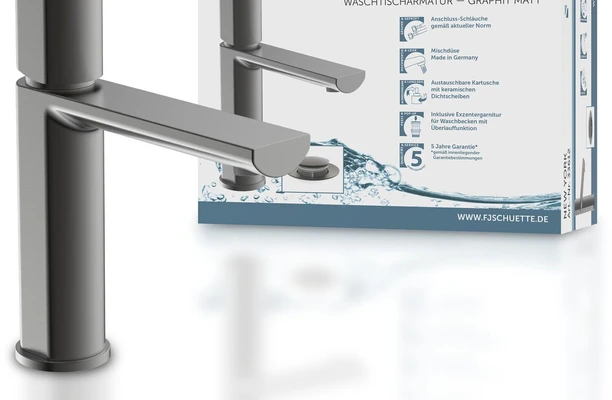 WASCHTISCHARMATUR – GRAPHIT MATT
Anschluss-Schläuche
gemäß aktueller Norm
Mischdüse
Made in Germany
Austauschbare Kartusche
mit keramischen
Dichtscheiben
Inklusive Exzentergarnitur
für Waschbecken mit
Überlauffunktion
5
5 Jahre Garantie*
*gemäß innenliegender
Garantiebestimmungen
WWW.FJSCHUETTE.DE
NEW YORK